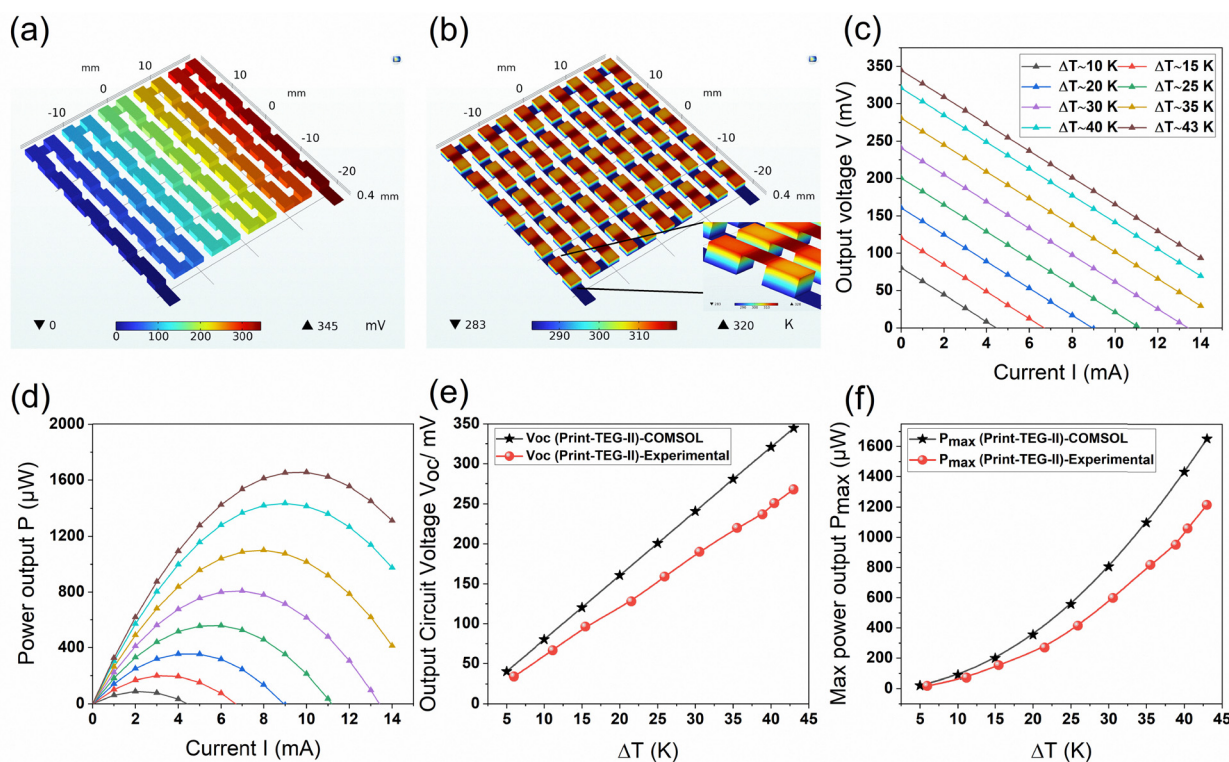 (a)
mm
10
0
-10
10
0
mm
-10
-20
0.4
mm
▼ 0
0 100 200 300
▲ 345 mV
(b)
mm
10
0
-10
10
0
mm
-10
-20
0.4
mm
▼ 283
290 300 310
▲ 320 K
(c)
Output voltage V (mV)
350
300
250
200
150
100
50
0
ΔT~10 K ΔT~15 K
ΔT~20 K ΔT~25 K
ΔT~30 K ΔT~35 K
ΔT~40 K ΔT~43 K
0 2 4 6 8 10 12 14
Current I (mA)
(d)
Power output P (µW)
2000
1600
1200
800
400
0
0 2 4 6 8 10 12 14
Current I (mA)
(e)
Output Circuit Voltage Voc/ mV
350
300
250
200
150
100
50
0
Voc (Print-TEG-II)-COMSOL
Voc (Print-TEG-II)-Experimental
5 10 15 20 25 30 35 40 45
ΔT (K)
(f)
Max power output Pmax (µW)
1600
1400
1200
1000
800
600
400
200
0
Pmax (Print-TEG-II)-COMSOL
Pmax (Print-TEG-II)-Experimental
5 10 15 20 25 30 35 40 45
ΔT (K)